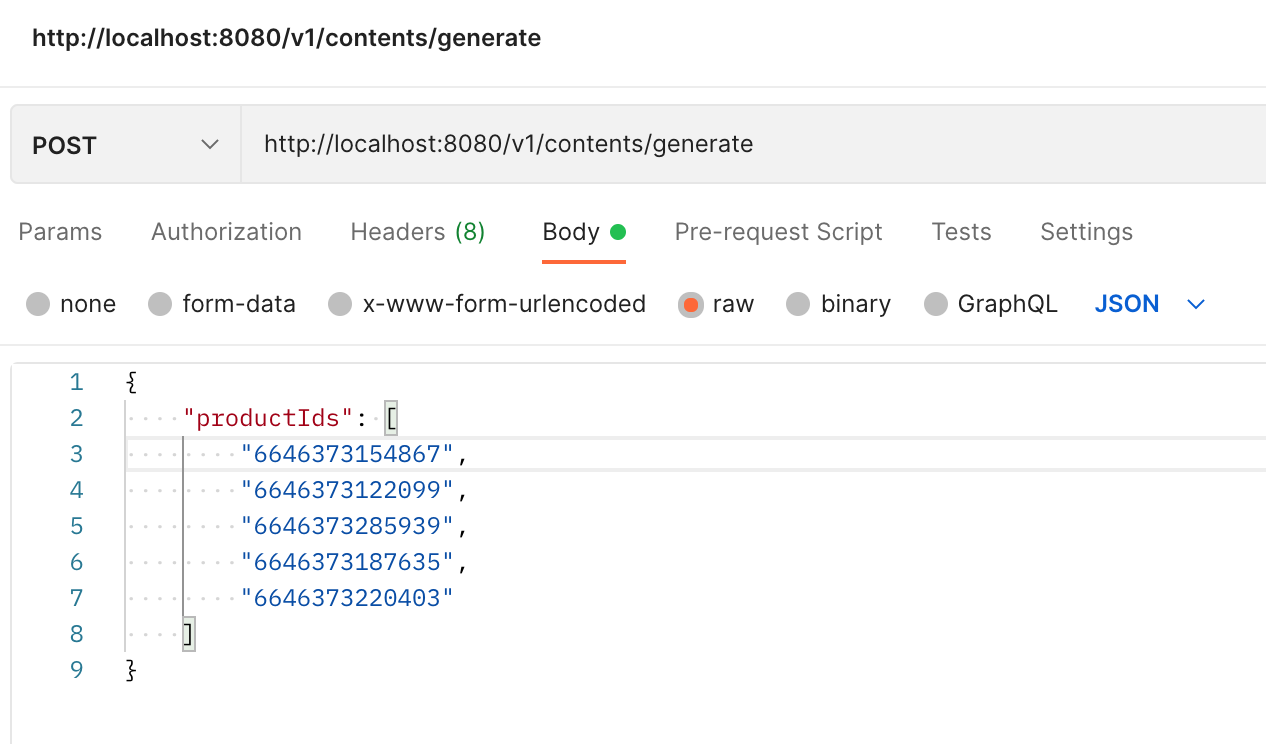 http://localhost:8080/v1/contents/generate
POST http://localhost:8080/v1/contents/generate
Params Authorization Headers (8) Body Pre-request Script Tests Settings
none form-data x-www-form-urlencoded raw binary GraphQL JSON
1 {
2 "productIds": [
3 "6646373154867",
4 "6646373122099",
5 "6646373285939",
6 "6646373187635",
7 "6646373220403"
8 ]
9 }